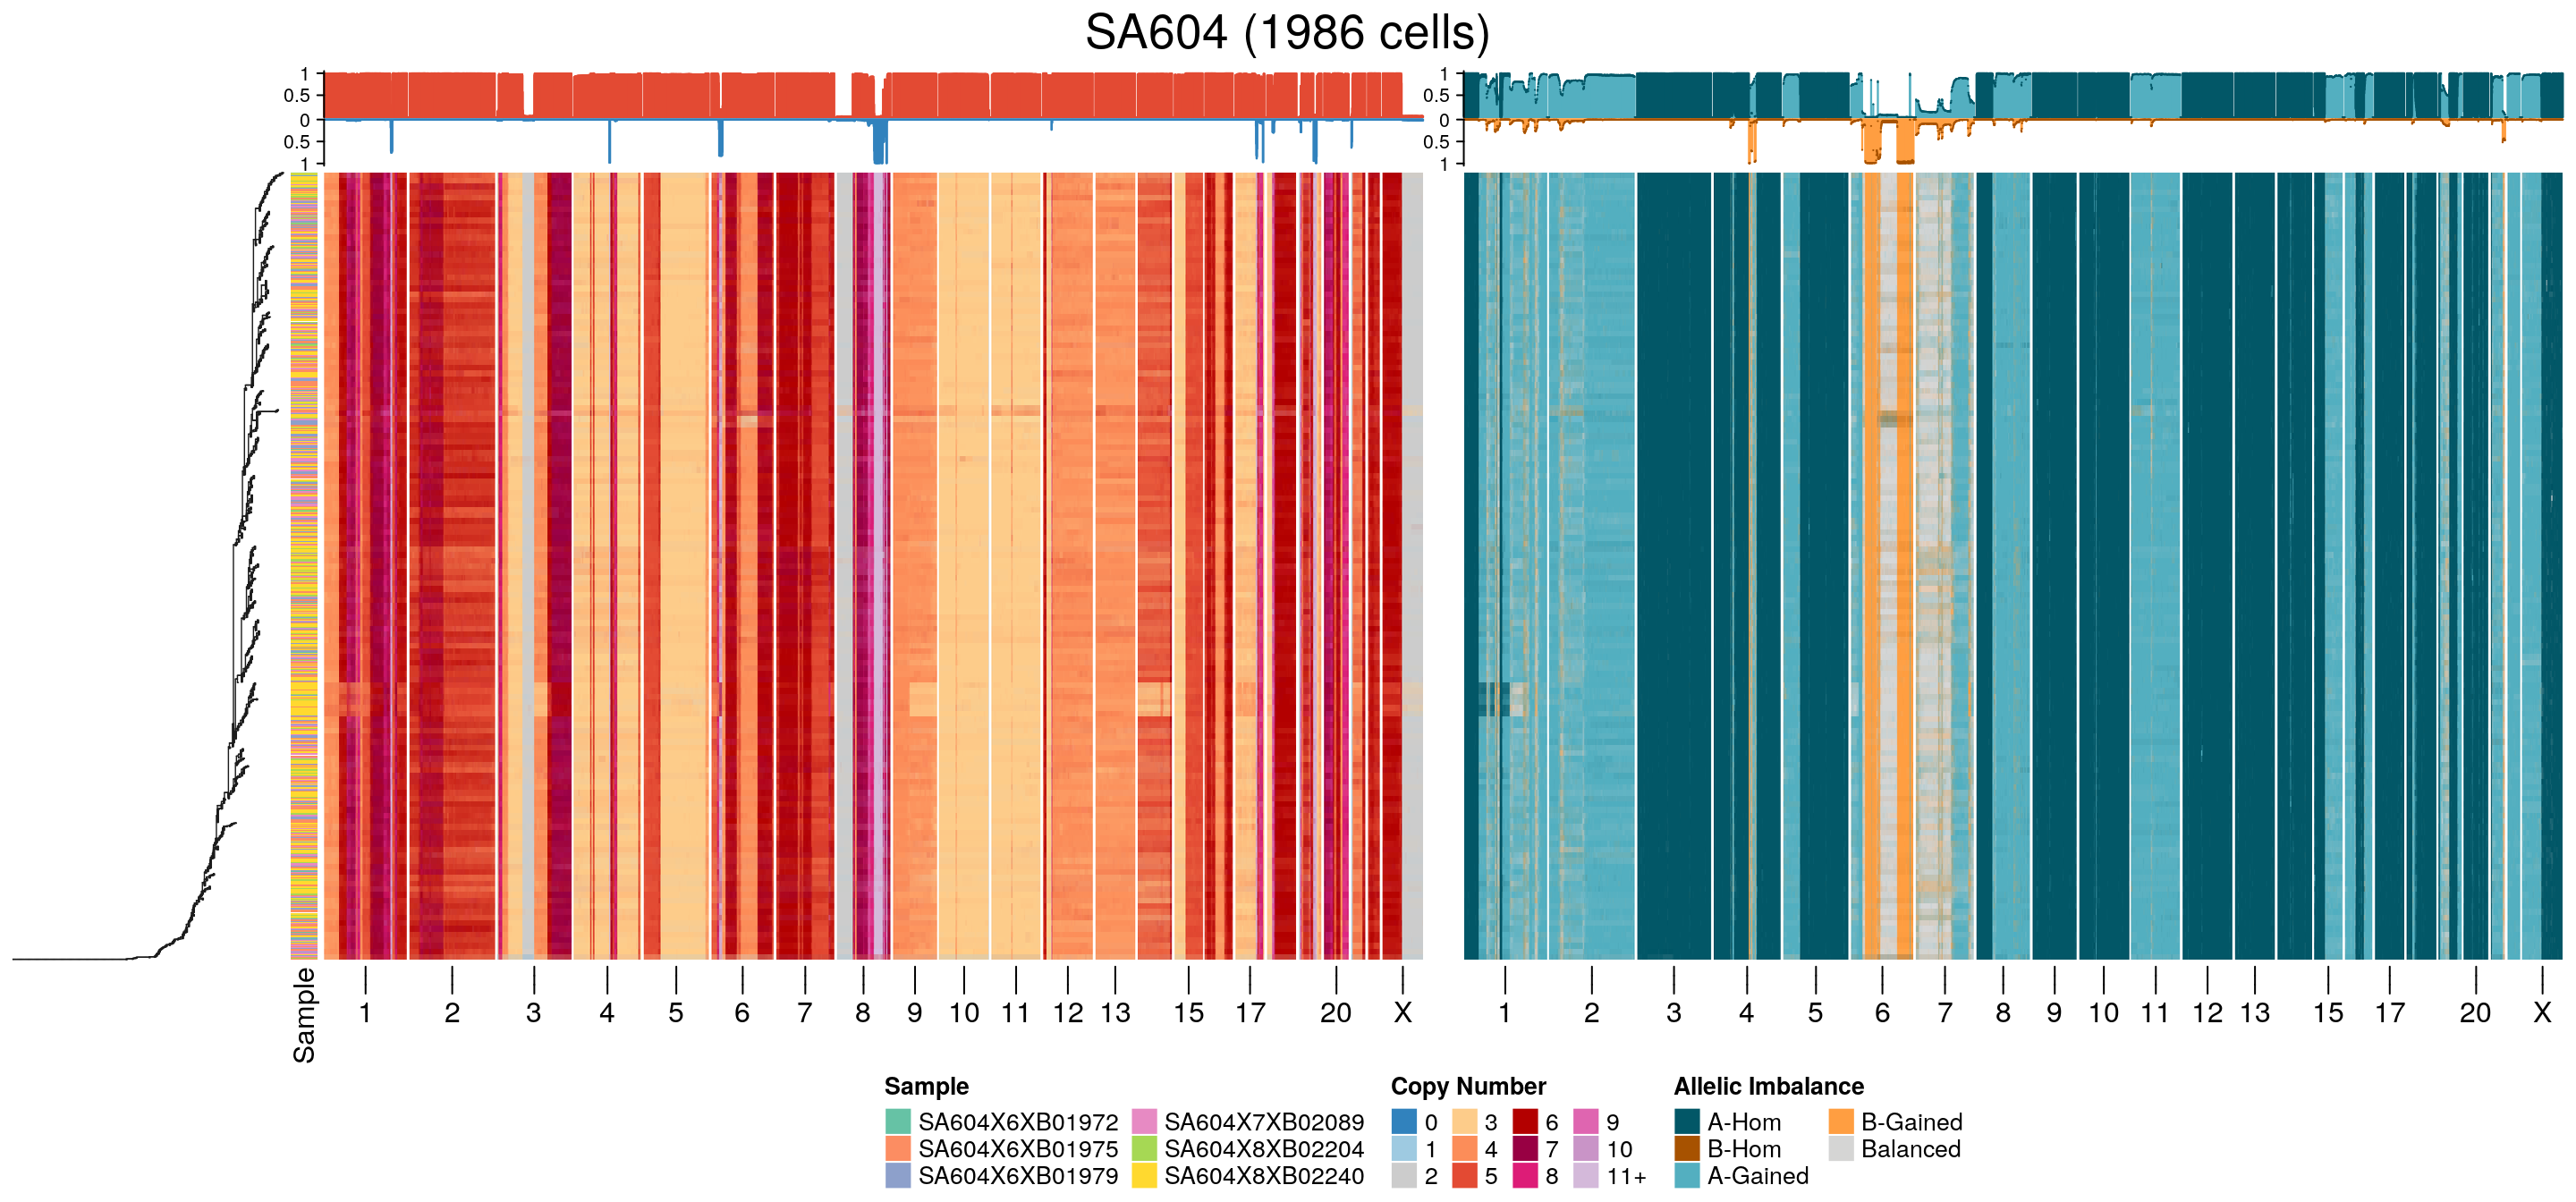 SA604 (1986 cells)
1 0.5 0 0.5 1
1 0.5 0 0.5 1
Sample
1 2 3 4 5 6 7 8 9 10 11 12 13 15 17 20 X
1 2 3 4 5 6 7 8 9 10 11 12 13 15 17 20 X
Sample
SA604X6XB01972
SA604X6XB01975
SA604X6XB01979
SA604X7XB02089
SA604X8XB02204
SA604X8XB02240
Copy Number
0 3 6 9
1 4 7 10
2 5 8 11+
Allelic Imbalance
A-Hom
B-Hom
A-Gained
B-Gained
Balanced